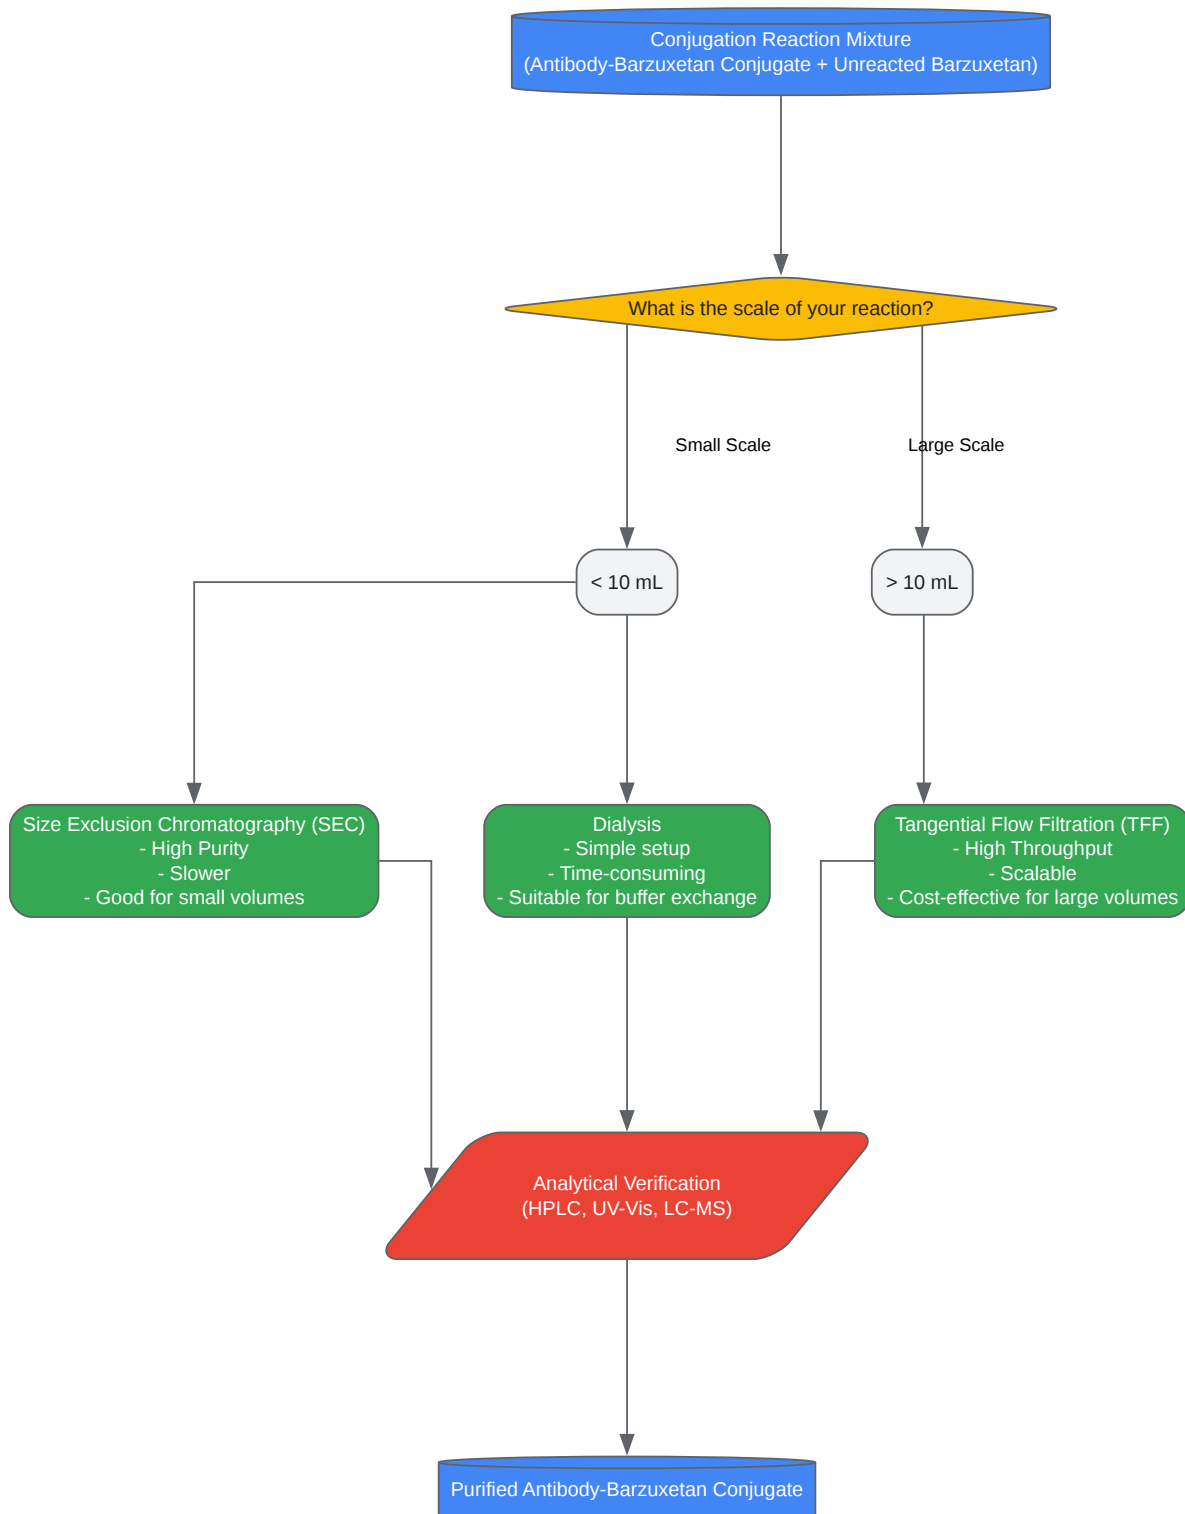 Conjugation Reaction Mixture
(Antibody-Barzuxetan Conjugate + Unreacted Barzuxetan)
What is the scale of your reaction?
Small Scale
Large Scale
< 10 mL
> 10 mL
Size Exclusion Chromatography (SEC)
- High Purity
- Slower
- Good for small volumes
Dialysis
- Simple setup
- Time-consuming
- Suitable for buffer exchange
Tangential Flow Filtration (TFF)
- High Throughput
- Scalable
- Cost-effective for large volumes
Analytical Verification
(HPLC, UV-Vis, LC-MS)
Purified Antibody-Barzuxetan Conjugate